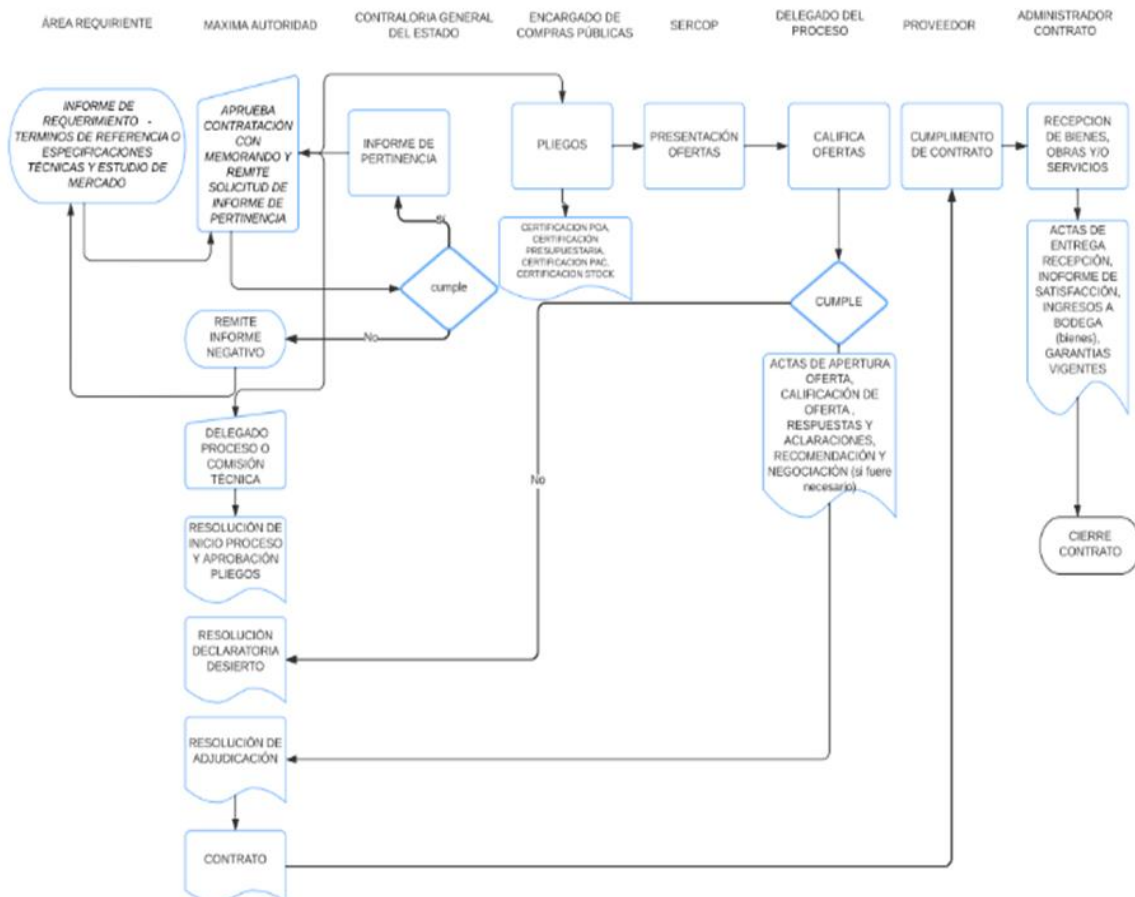 ÁREA REQUIRIENTE
MAXIMA AUTORIDAD
CONTRALORIA GENERAL
DEL ESTADO
ENCARGADO DE
COMPRAS PÚBLICAS
SERCOP
DELEGADO DEL
PROCESO
PROVEEDOR
ADMINISTRADOR
CONTRATO
INFORME DE
REQUERIMIENTO -
TERMINOS DE REFERENCIA O
ESPECIFICACIONES
TÉCNICAS Y ESTUDIO DE
MERCADO
APRUEBA
CONTRATACIÓN
CON
MEMORANDO Y
REMITE
SOLICITUD DE
INFORME DE
PERTINENCIA
INFORME DE
PERTINENCIA
PLIEGOS
PRESENTACIÓN
OFERTAS
CALIFICA
OFERTAS
CUMPLIMENTO
DE CONTRATO
RECEPCION
DE BIENES,
OBRAS Y/O
SERVICIOS
Si
cumple
No
CERTIFICACION POA,
CERTIFICACIÓN
PRESUPUESTARIA,
CERTIFICACION PAC,
CERTIFICACION STOCK
CUMPLE
ACTAS DE
ENTREGA
RECEPCIÓN,
INOFORME DE
SATISFACCIÓN,
INGRESOS A
BODEGA
(bienes),
GARANTIAS
VIGENTES
REMITE
INFORME
NEGATIVO
ACTAS DE APERTURA
OFERTA,
CALIFICACIÓN DE
OFERTA ,
RESPUESTAS Y
ACLARACIONES,
RECOMENDACIÓN Y
NEGOCIACIÓN (si fuere
necesario)
No
DELEGADO
PROCESO O
COMISIÓN
TÉCNICA
RESOLUCIÓN DE
INICIO PROCESO
Y APROBACIÓN
PLIEGOS
CIERRE
CONTRATO
RESOLUCIÓN
DECLARATORIA
DESIERTO
RESOLUCIÓN DE
ADJUDICACIÓN
CONTRATO